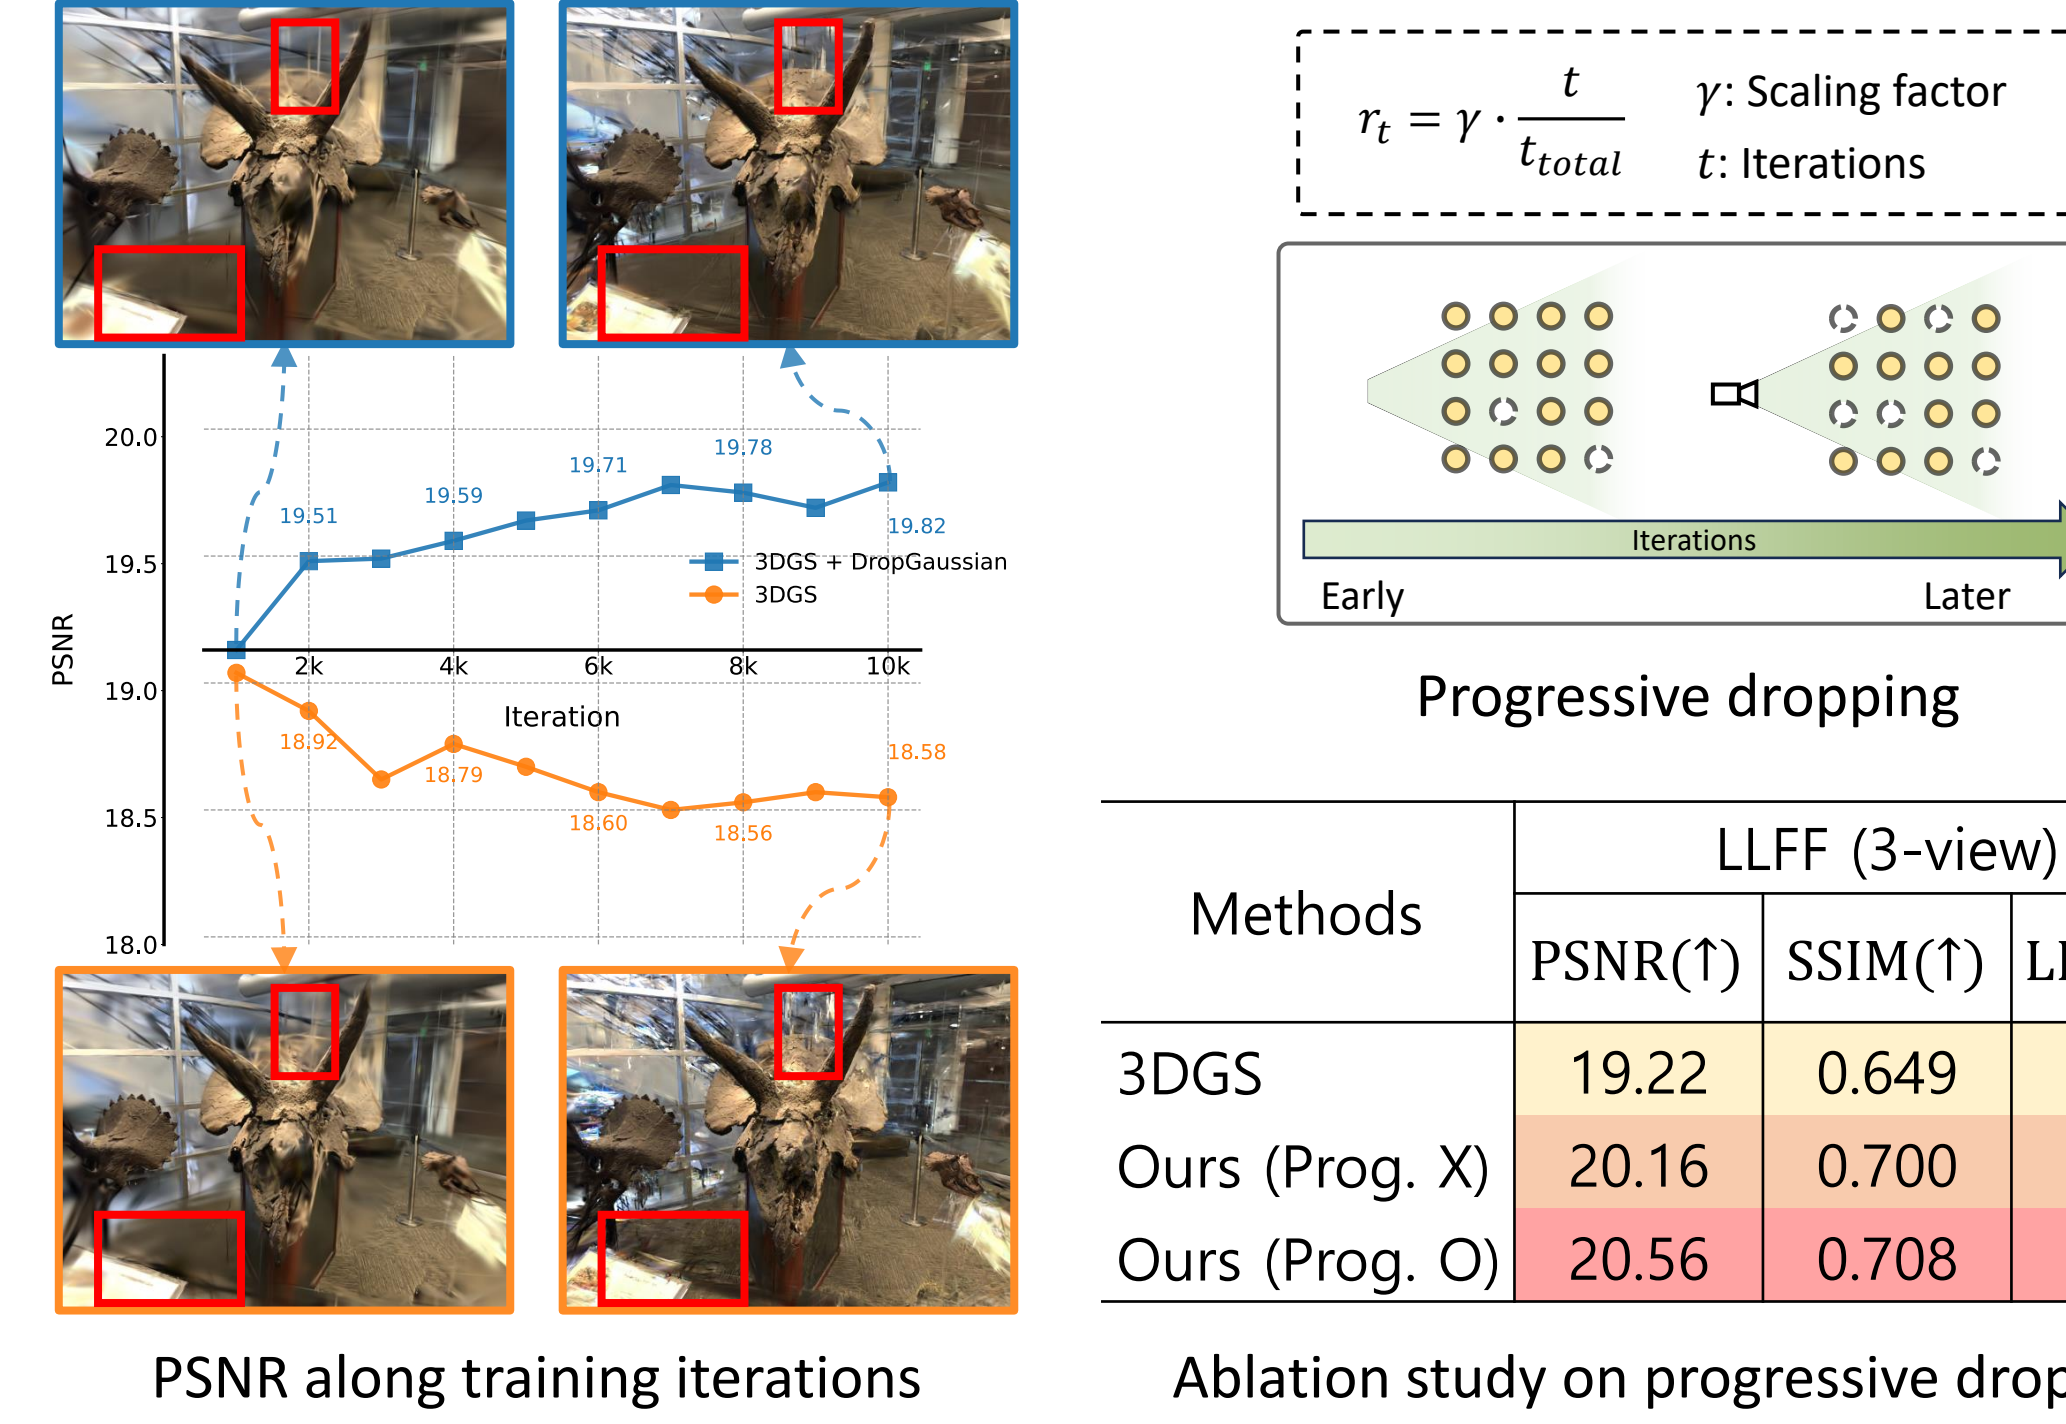 20.0
19.5
19.0
18.5
18.0
PSNR
19.51
19.59
19.71
19.78
19.82
3DGS + DropGaussian
3DGS
2k 4k 6k 8k 10k
Iteration
18.92
18.79
18.60
18.56
18.58
PSNR along training iterations
r_t = γ · t / t_total
γ: Scaling factor
t: Iterations
Iterations
Early Later
Progressive dropping
Methods LLFF (3-view)
PSNR(↑) SSIM(↑)
3DGS 19.22 0.649
Ours (Prog. X) 20.16 0.700
Ours (Prog. O) 20.56 0.708
Ablation study on progressive